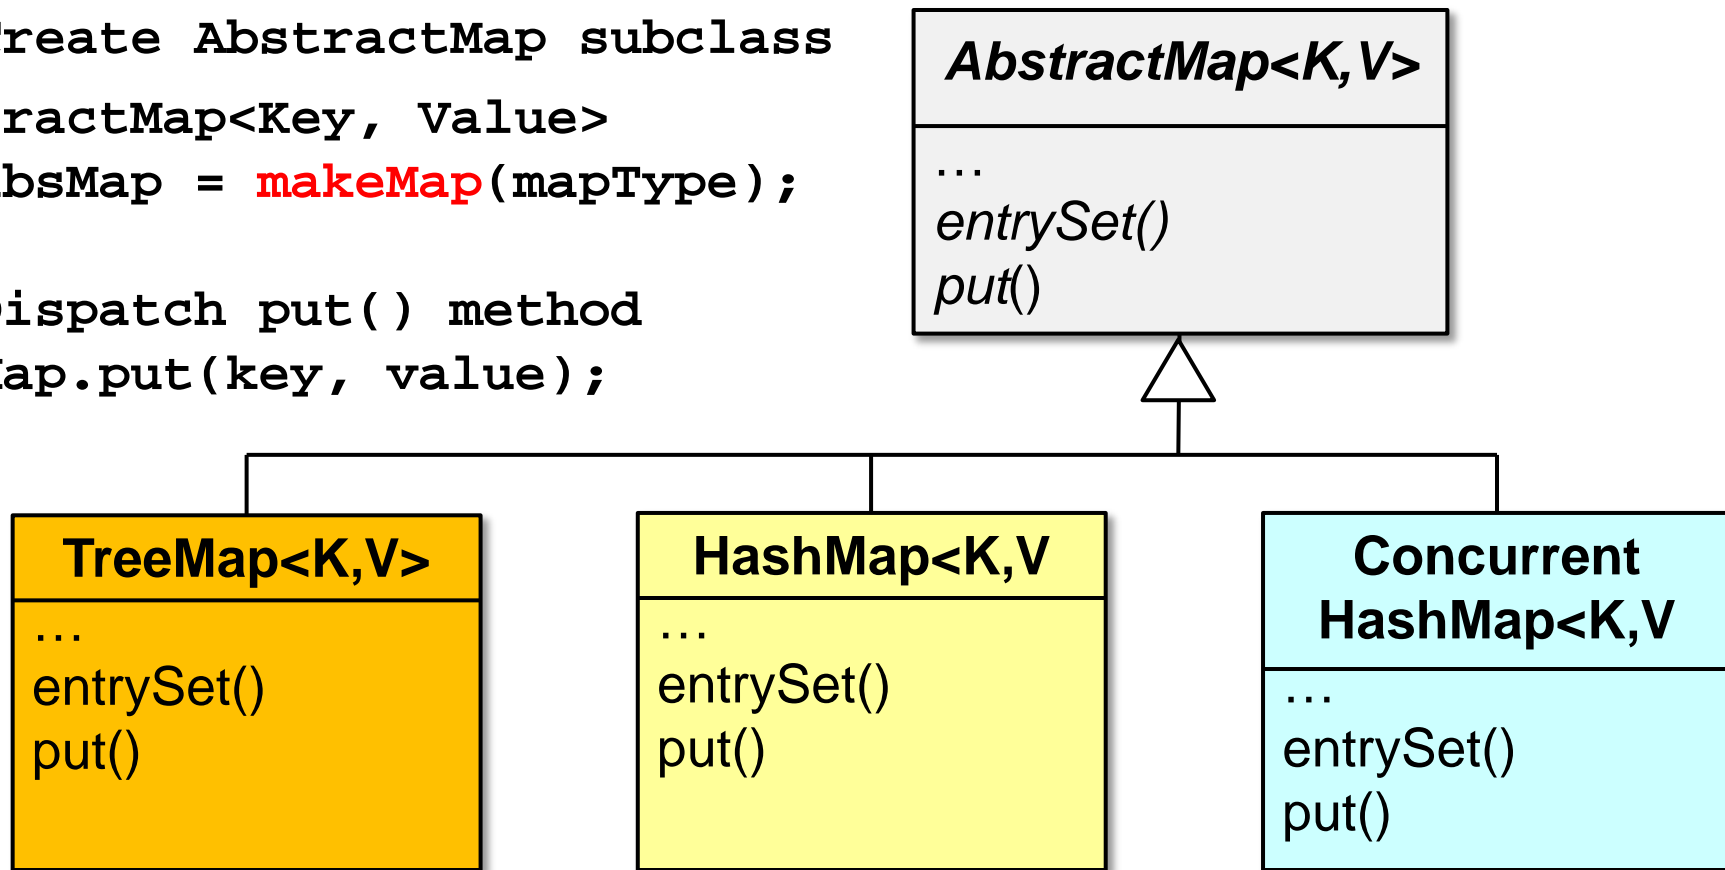 reate AbstractMap subclass
ractMap<Key, Value>
bsMap = makeMap(mapType);
ispatch put() method
ap.put(key, value);
AbstractMap<K,V>
…
entrySet()
put()
TreeMap<K,V>
…
entrySet()
put()
HashMap<K,V
…
entrySet()
put()
Concurrent
HashMap<K,V
…
entrySet()
put()